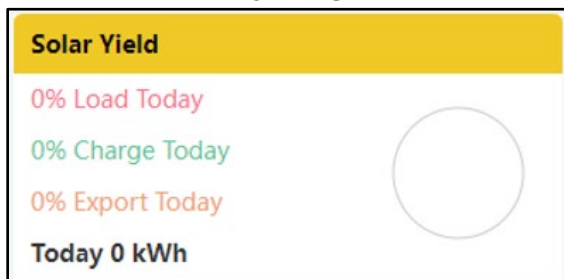 Solar Yield
0% Load Today
0% Charge Today
0% Export Today
Today 0 kWh